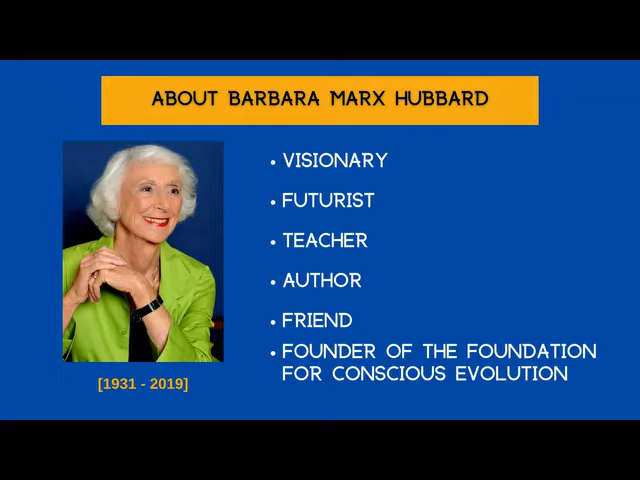 ABOUT BARBARA MARX HUBBARD
• VISIONARY
• FUTURIST
• TEACHER
• AUTHOR
• FRIEND
• FOUNDER OF THE FOUNDATION
FOR CONSCIOUS EVOLUTION
[1931 - 2019]